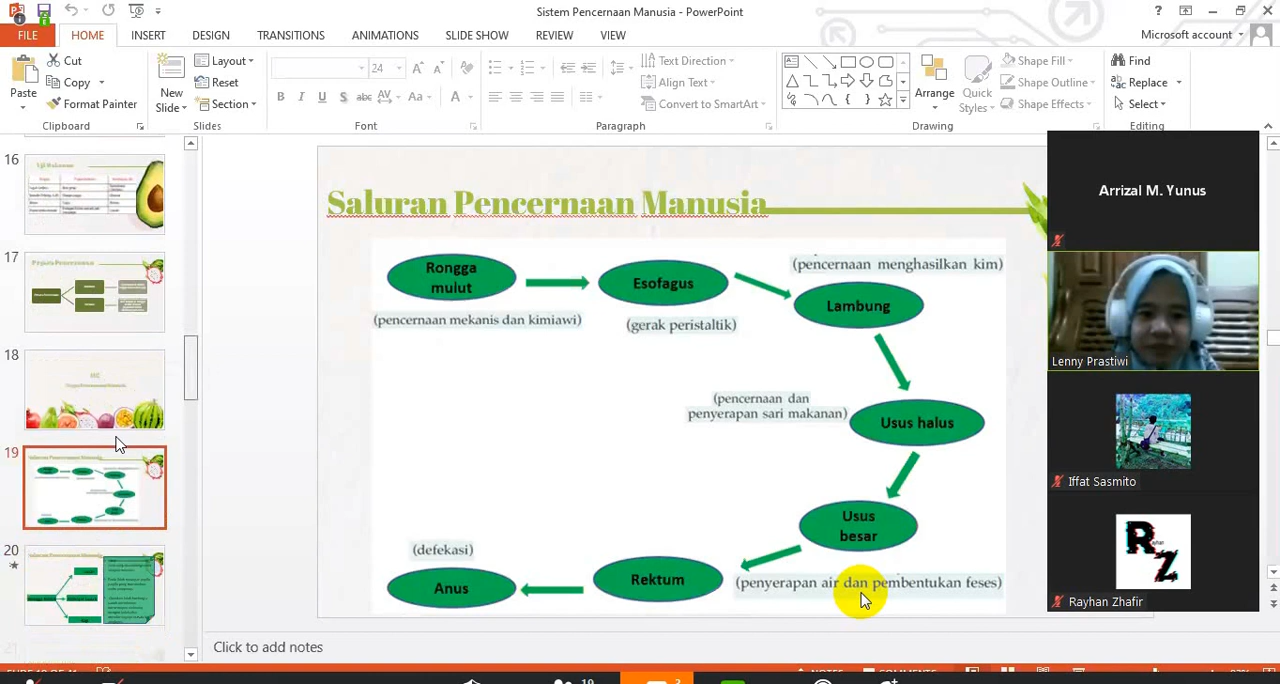 Sistem Pencernaan Manusia - PowerPoint
FILE HOME INSERT DESIGN TRANSITIONS ANIMATIONS SLIDE SHOW REVIEW VIEW
Microsoft account
Paste
Cut
Copy
Format Painter
Clipboard
New
Slide
Layout
Reset
Section
Slides
24
Font
Text Direction
Align Text
Convert to SmartArt
Paragraph
Arrange
Quick
Styles
Shape Fill
Shape Outline
Shape Effects
Drawing
Find
Replace
Select
Editing
16
17
18
19
20
21
Saluran Pencernaan Manusia
Rongga
mulut
(pencernaan mekanis dan kimiawi)
Esofagus
(gerak peristaltik)
(pencernaan menghasilkan kim)
Lambung
(pencernaan dan
penyerapan sari makanan)
Usus halus
Usus
besar
(penyerapan air dan pembentukan feses)
Rektum
(defekasi)
Anus
Click to add notes
Arrizal M. Yunus
Lenny Prastiwi
Iffat Sasmito
RZ
Rayhan Zhafir